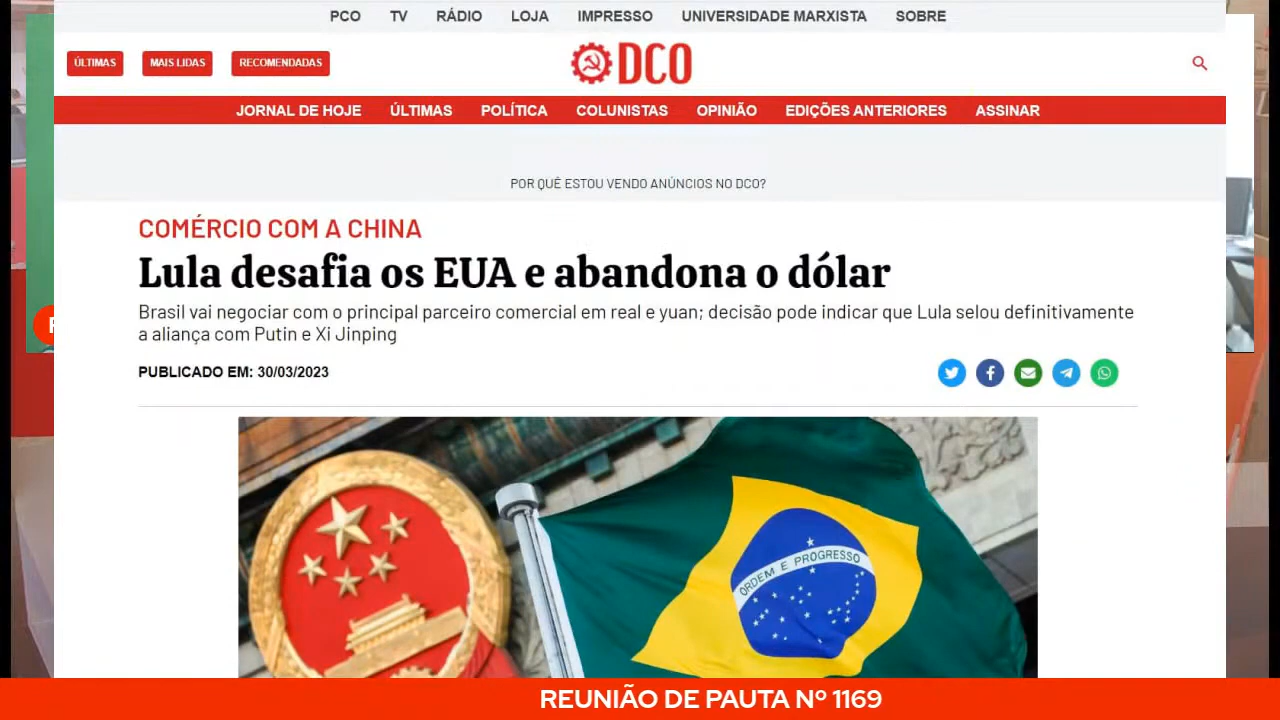 PCO TV RÁDIO LOJA IMPRESSO UNIVERSIDADE MARXISTA SOBRE
ÚLTIMAS MAIS LIDAS RECOMENDADAS
DCO
JORNAL DE HOJE ÚLTIMAS POLÍTICA COLUNISTAS OPINIÃO EDIÇÕES ANTERIORES ASSINAR
POR QUÊ ESTOU VENDO ANÚNCIOS NO DCO?
COMÉRCIO COM A CHINA
Lula desafia os EUA e abandona o dólar
Brasil vai negociar com o principal parceiro comercial em real e yuan; decisão pode indicar que Lula selou definitivamente
a aliança com Putin e Xi Jinping
PUBLICADO EM: 30/03/2023
ORDEM E PROGRESSO
REUNIÃO DE PAUTA Nº 1169